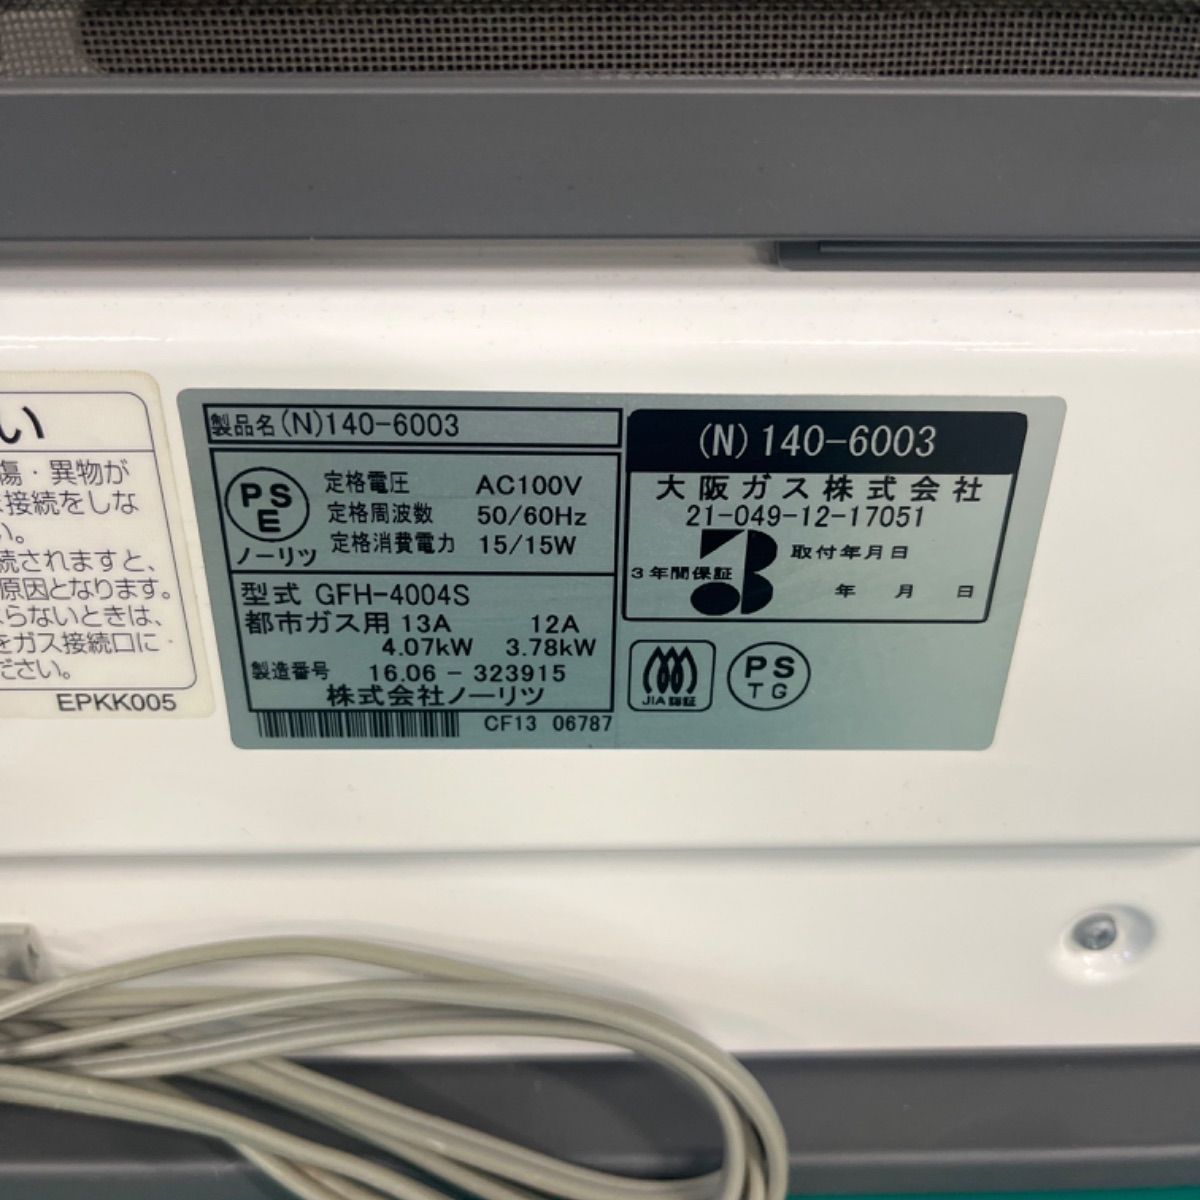 い
傷・異物が
接続をしな
い。
続されますと、
原因となります。
らないときは、
をガス接続口に
ださい。
EPKK005
製品名(N)140-6003
PS
E
ノーリツ
定格電圧 AC100V
定格周波数 50/60Hz
定格消費電力 15/15W
型式 GFH-4004S
都市ガス用 13A 12A
4.07kW 3.78kW
製造番号 16.06-323915
株式会社ノーリツ
CF13 06787
(N)140-6003
大阪ガス株式会社
21-049-12-17051
3年間保証
取付年月日
年 月 日
JIA認証
PS
TG